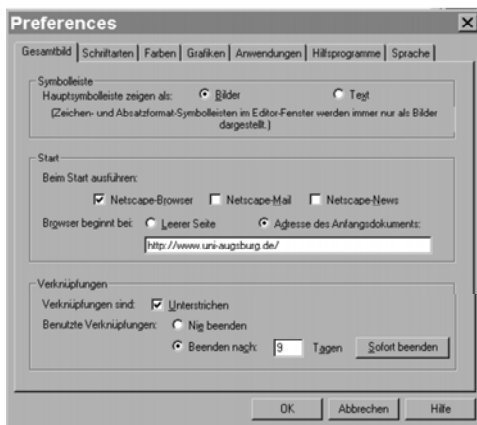 Preferences
Gesamtbild Schriftarten Farben Grafiken Anwendungen Hilfsprogramme Sprache
Symbolleiste
Hauptsymbolleiste zeigen als: Bilder Text
(Zeichen- und Absatzformat-Symbolleisten im Editor-Fenster werden immer nur als Bilder
dargestellt.)
Start
Beim Start ausführen:
Netscape-Browser Netscape-Mail Netscape-News
Browser beginnt bei: Leerer Seite Adresse des Anfangsdokuments:
http://www.uni-augsburg.de/
Verknüpfungen
Verknüpfungen sind: Unterstrichen
Benutzte Verknüpfungen: Nie beenden
Beenden nach: 9 Tagen Sofort beenden
OK Abbrechen Hilfe